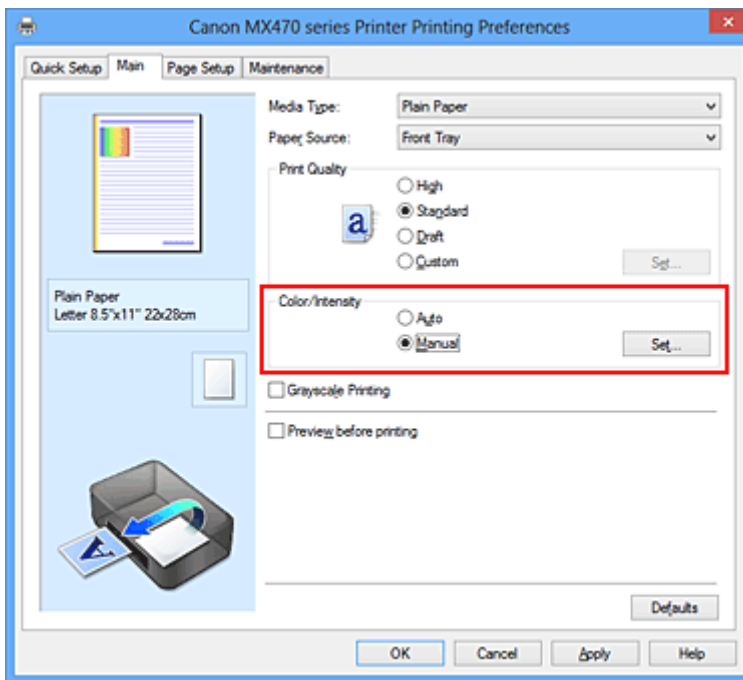 Canon MX470 series Printer Printing Preferences
Quick Setup Main Page Setup Maintenance
Media Type: Plain Paper
Paper Source: Front Tray
Print Quality
High
Standard
Draft
Custom Set...
a
Plain Paper
Letter 8.5"x11" 22x28cm
Color/Intensity
Auto
Manual Set...
Grayscale Printing
Preview before printing
A
Defaults
OK Cancel Apply Help